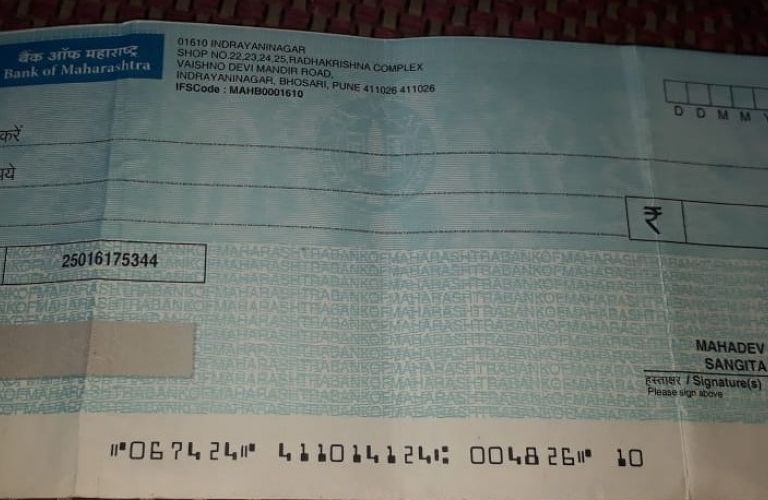 बैंक ऑफ महाराष्ट्र
Bank of Maharashtra
01610 INDRAYANINAGAR
SHOP NO.22,23,24,25,RADHAKRISHNA COMPLEX
VAISHNO DEVI MANDIR ROAD,
INDRAYANINAGAR, BHOSARI, PUNE 411026 411026
IFSCode : MAHB0001610
D D M M
करें
₹
25016175344
MAHADEV
SANGITA
हस्ताक्षर / Signature(s)
Please sign above
⑈067424⑈ 411014124⑆ 004826⑈ 10